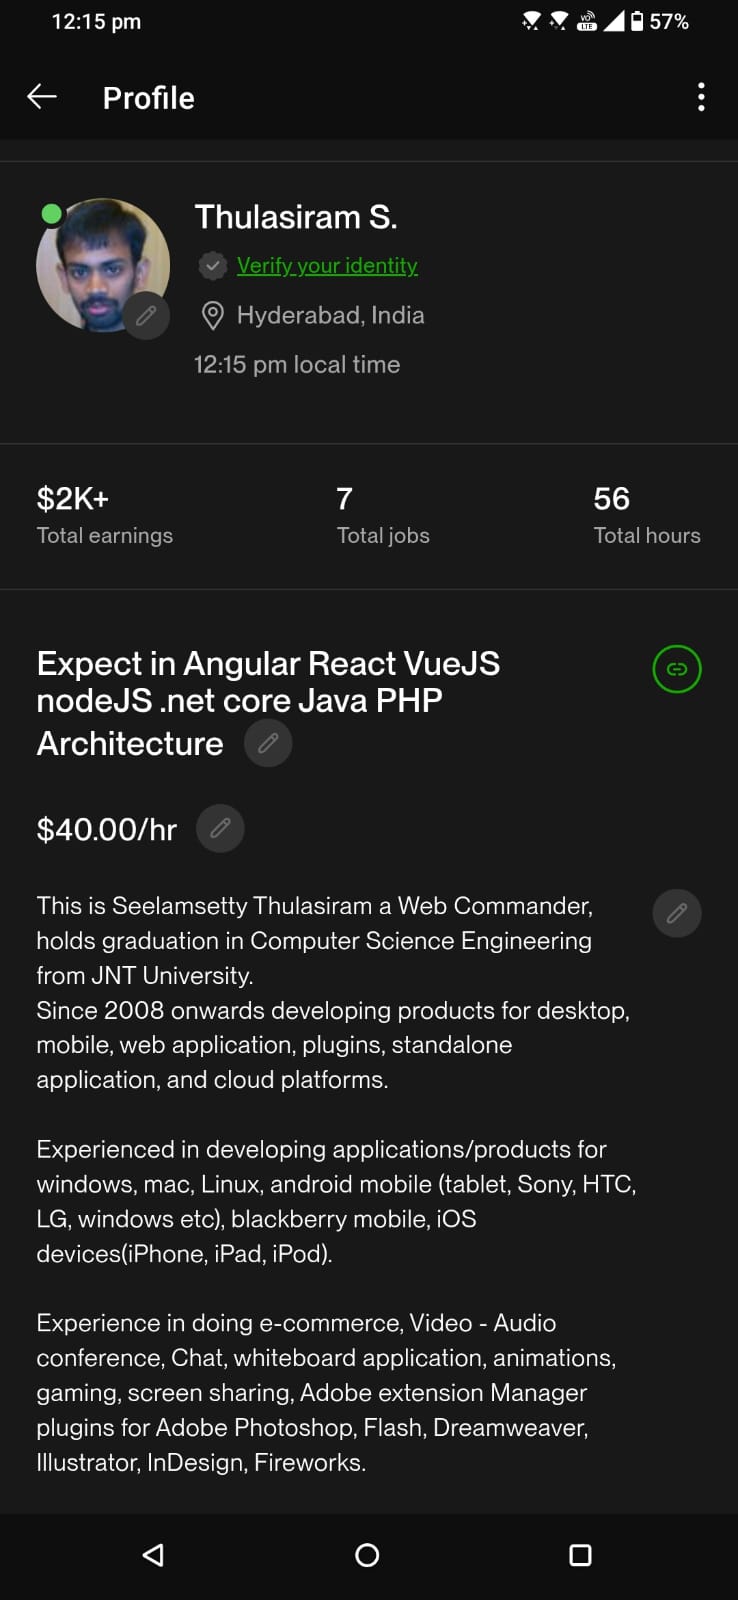 12:15 pm
VO
LTE
57%
Profile
Thulasiram S.
Verify your identity
Hyderabad, India
12:15 pm local time
$2K+
7
56
Total earnings
Total jobs
Total hours
Expect in Angular React VueJS
nodeJS .net core Java PHP
Architecture
$40.00/hr
This is Seelamsetty Thulasiram a Web Commander,
holds graduation in Computer Science Engineering
from JNT University.
Since 2008 onwards developing products for desktop,
mobile, web application, plugins, standalone
application, and cloud platforms.
Experienced in developing applications/products for
windows, mac, Linux, android mobile (tablet, Sony, HTC,
LG, windows etc), blackberry mobile, iOS
devices(iPhone, iPad, iPod).
Experience in doing e-commerce, Video - Audio
conference, Chat, whiteboard application, animations,
gaming, screen sharing, Adobe extension Manager
plugins for Adobe Photoshop, Flash, Dreamweaver,
Illustrator, InDesign, Fireworks.